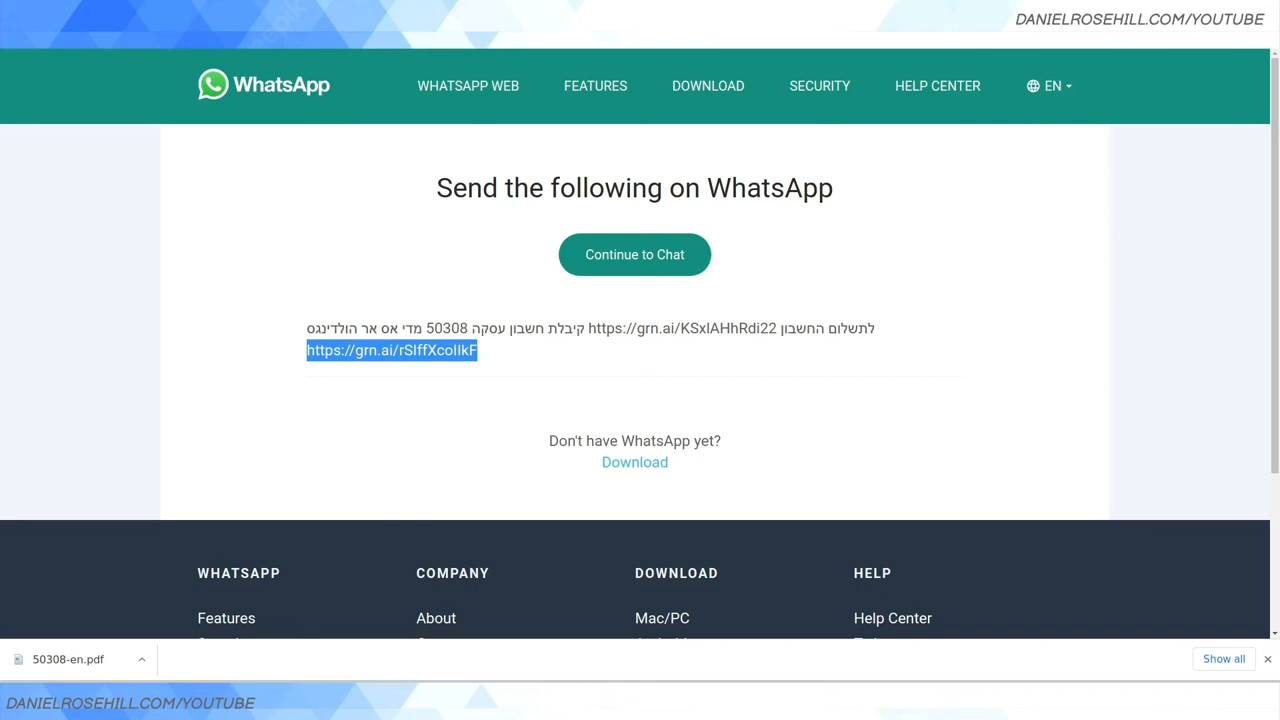 DANIELROSEHILL.COM/YOUTUBE
WhatsApp
WHATSAPP WEB
FEATURES
DOWNLOAD
SECURITY
HELP CENTER
EN
Send the following on WhatsApp
Continue to Chat
קיבלת חשבון עסקה 50308 מדי אס אר הולדינגס https://grn.ai/KSxlAHhRdi22 לתשלום החשבון
https://grn.ai/rSIffXcoIIkF
Don't have WhatsApp yet?
Download
WHATSAPP
COMPANY
DOWNLOAD
HELP
Features
About
Mac/PC
Help Center
50308-en.pdf
Show all
DANIELROSEHILL.COM/YOUTUBE